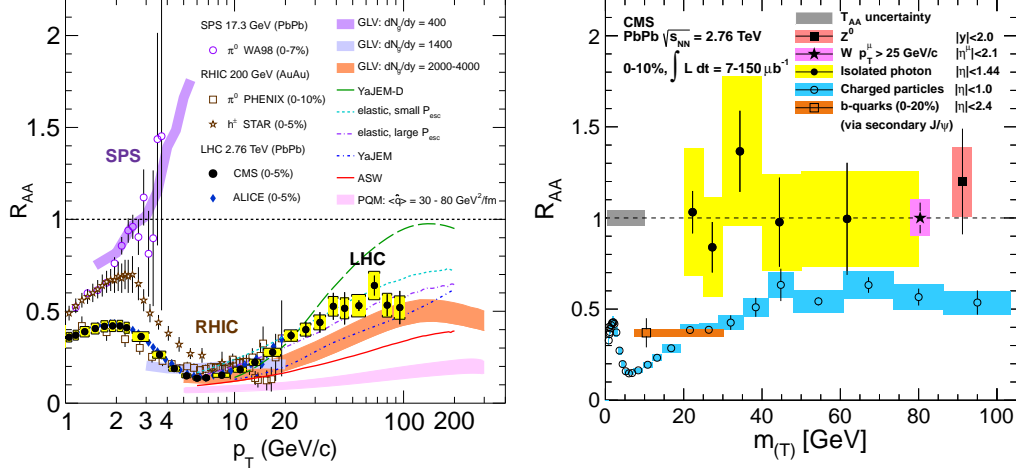 SPS 17.3 GeV (PbPb)
π⁰ WA98 (0-7%)
RHIC 200 GeV (AuAu)
π⁰ PHENIX (0-10%)
h± STAR (0-5%)
LHC 2.76 TeV (PbPb)
CMS (0-5%)
ALICE (0-5%)
GLV: dN_g/dy = 400
GLV: dN_g/dy = 1400
GLV: dN_g/dy = 2000-4000
YaJEM-D
elastic, small P_esc
elastic, large P_esc
YaJEM
ASW
PQM: <q̂> = 30 - 80 GeV²/fm
SPS
RHIC
LHC
R_AA
2
1.5
1
0.5
0
1 2 3 4 10 20 100 200
p_T (GeV/c)
CMS
PbPb √s_NN = 2.76 TeV
0-10%, ∫ L dt = 7-150 μb⁻¹
T_AA uncertainty
Z⁰ |y|<2.0
W p_T^μ > 25 GeV/c |η^μ|<2.1
Isolated photon |η|<1.44
Charged particles |η|<1.0
b-quarks (0-20%) |η|<2.4
(via secondary J/ψ)
R_AA
2
1.5
1
0.5
0
0 20 40 60 80 100
m_(T) [GeV]